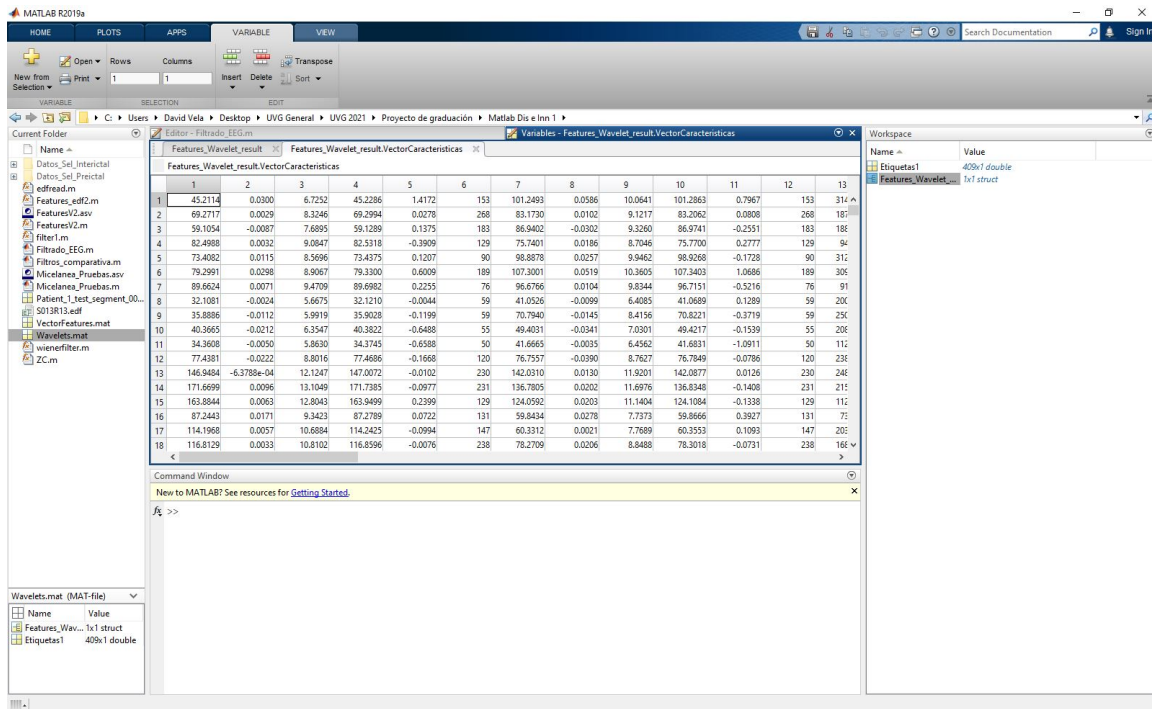 MATLAB R2019a
HOME PLOTS APPS VARIABLE VIEW
Search Documentation
Sign In
New from Selection
Open
Print
Rows Columns
1 1
Insert Delete
Transpose
Sort
VARIABLE SELECTION EDIT
C: Users David Vela Desktop UVG General UVG 2021 Proyecto de graduación Matlab Dis e Inn 1
Current Folder
Name
Datos_Sel_Interictal
Datos_Sel_Preictal
edfread.m
Features_edf2.m
FeaturesV2.asv
FeaturesV2.m
filter1.m
Filtrado_EEG.m
Filtros_comparativa.m
Micelanea_Pruebas.asv
Micelanea_Pruebas.m
Patient_1_test_segment_00...
S013R13.edf
VectorFeatures.mat
Wavelets.mat
wienerfilter.m
ZC.m
Wavelets.mat (MAT-file)
Name Value
Features_Wav... 1x1 struct
Etiquetas1 409x1 double
Editor - Filtrado_EEG.m
Variables - Features_Wavelet_result.VectorCaracteristicas
Features_Wavelet_result Features_Wavelet_result.VectorCaracteristicas
Features_Wavelet_result.VectorCaracteristicas
1 2 3 4 5 6 7 8 9 10 11 12 13
1 45.2114 0.0300 6.7252 45.2286 1.4172 153 101.2493 0.0586 10.0641 101.2863 0.7967 153 314
2 69.2717 0.0029 8.3246 69.2994 0.0278 268 83.1730 0.0102 9.1217 83.2062 0.0808 268 187
3 59.1054 -0.0087 7.6895 59.1289 0.1375 183 86.9402 -0.0302 9.3260 86.9741 -0.2551 183 188
4 82.4988 0.0032 9.0847 82.5318 -0.3909 129 75.7401 0.0186 8.7046 75.7700 0.2777 129 94
5 73.4082 0.0115 8.5696 73.4375 0.1207 90 98.8878 0.0257 9.9462 98.9268 -0.1728 90 312
6 79.2991 0.0298 8.9067 79.3300 0.6009 189 107.3001 0.0519 10.3605 107.3403 1.0686 189 309
7 89.6624 0.0071 9.4709 89.6982 0.2255 76 96.6766 0.0104 9.8344 96.7151 -0.5216 76 91
8 32.1081 -0.0024 5.6675 32.1210 -0.0044 59 41.0526 -0.0099 6.4085 41.0689 0.1289 59 200
9 35.8886 -0.0112 5.9919 35.9028 -0.1199 59 70.7940 -0.0145 8.4156 70.8221 -0.3719 59 250
10 40.3665 -0.0212 6.3547 40.3822 -0.6488 55 49.4031 -0.0341 7.0301 49.4217 -0.1539 55 208
11 34.3608 -0.0050 5.8630 34.3745 -0.6588 50 41.6665 -0.0035 6.4562 41.6831 -1.0911 50 112
12 77.4381 -0.0222 8.8016 77.4686 -0.1668 120 76.7557 -0.0390 8.7627 76.7849 -0.0786 120 238
13 146.9484 -6.3788e-04 12.1247 147.0072 -0.0102 230 142.0310 0.0130 11.9201 142.0877 0.0126 230 248
14 171.6699 0.0096 13.1049 171.7385 -0.0977 231 136.7805 0.0202 11.6976 136.8348 -0.1408 231 215
15 163.8844 0.0063 12.8043 163.9499 0.2399 129 124.0592 0.0203 11.1404 124.1084 -0.1338 129 112
16 87.2443 0.0171 9.3423 87.2789 0.0722 131 59.8434 0.0278 7.7373 59.8666 0.3927 131 73
17 114.1968 0.0057 10.6884 114.2425 -0.0994 147 60.3312 0.0021 7.7689 60.3553 0.1093 147 203
18 116.8129 0.0033 10.8102 116.8596 -0.0076 238 78.2709 0.0206 8.8488 78.3018 -0.0731 238 168
Command Window
New to MATLAB? See resources for Getting Started.
fx >>
Workspace
Name Value
Etiquetas1 409x1 double
Features_Wavelet_... 1x1 struct